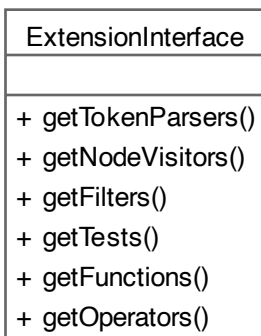 ExtensionInterface
+ getTokenParsers()
+ getNodeVisitors()
+ getFilters()
+ getTests()
+ getFunctions()
+ getOperators()